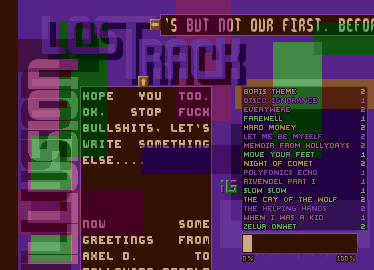 'S BUT NOT OUR FIRST. BEFOR
LOST
TRACK
HOPE YOU TOO.
OK. STOP FUCK
BULLSHITS. LET'S
WRITE SOMETHING
ELSE....
NOW SOME
GREETINGS FROM
AXEL D. TO
FOLLOWING PEOPLE
BORIS THEME 2
DISCO IGNORANCE 1
EVERYWERE 2
FAREWELL 1
HARD MONEY 2
LET ME BE MYSELF 2
MEMOIR FROM HOLLYDAYS 2
MOVE YOUR FEET 1
NIGHT OF COMET 2
POLYFONICS ECHO 1
RIVENDEL PART I 1
SLOW SLOW 1
THE CRY OF THE WOLF 2
THE HELPING HANDS 2
WHEN I WAS A KID 1
ZELUR ONHET 2
0% 100%